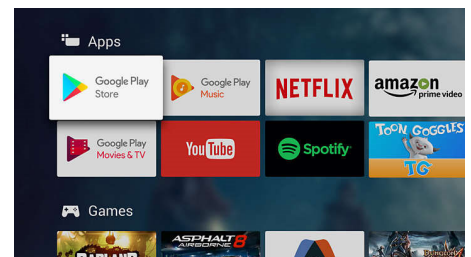 Apps
Google Play
Store
Google Play
Music
NETFLIX
amazon
prime video
Google Play
Movies & TV
YouTube
Spotify
TOON GOGGLES
TG
Games
BADLAND
ASPHALT 8
AIRBORNE